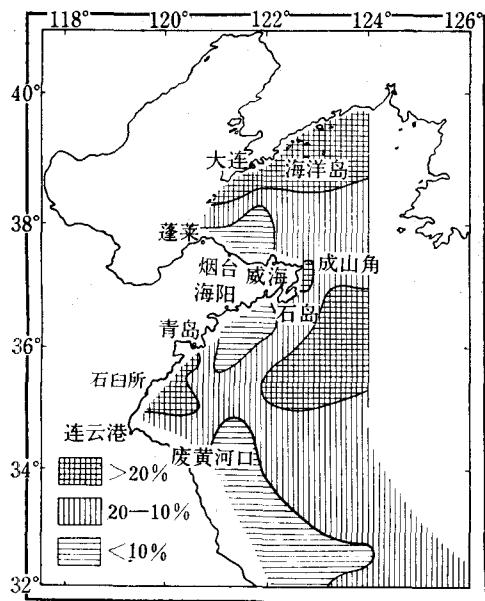 118° 120° 122° 124° 126°
40°
大连
海洋岛
38°
蓬莱
烟台 威海 成山角
海阳
石岛
青岛
36°
石臼所
连云港
废黄河口
34°
>20%
20—10%
<10%
32°